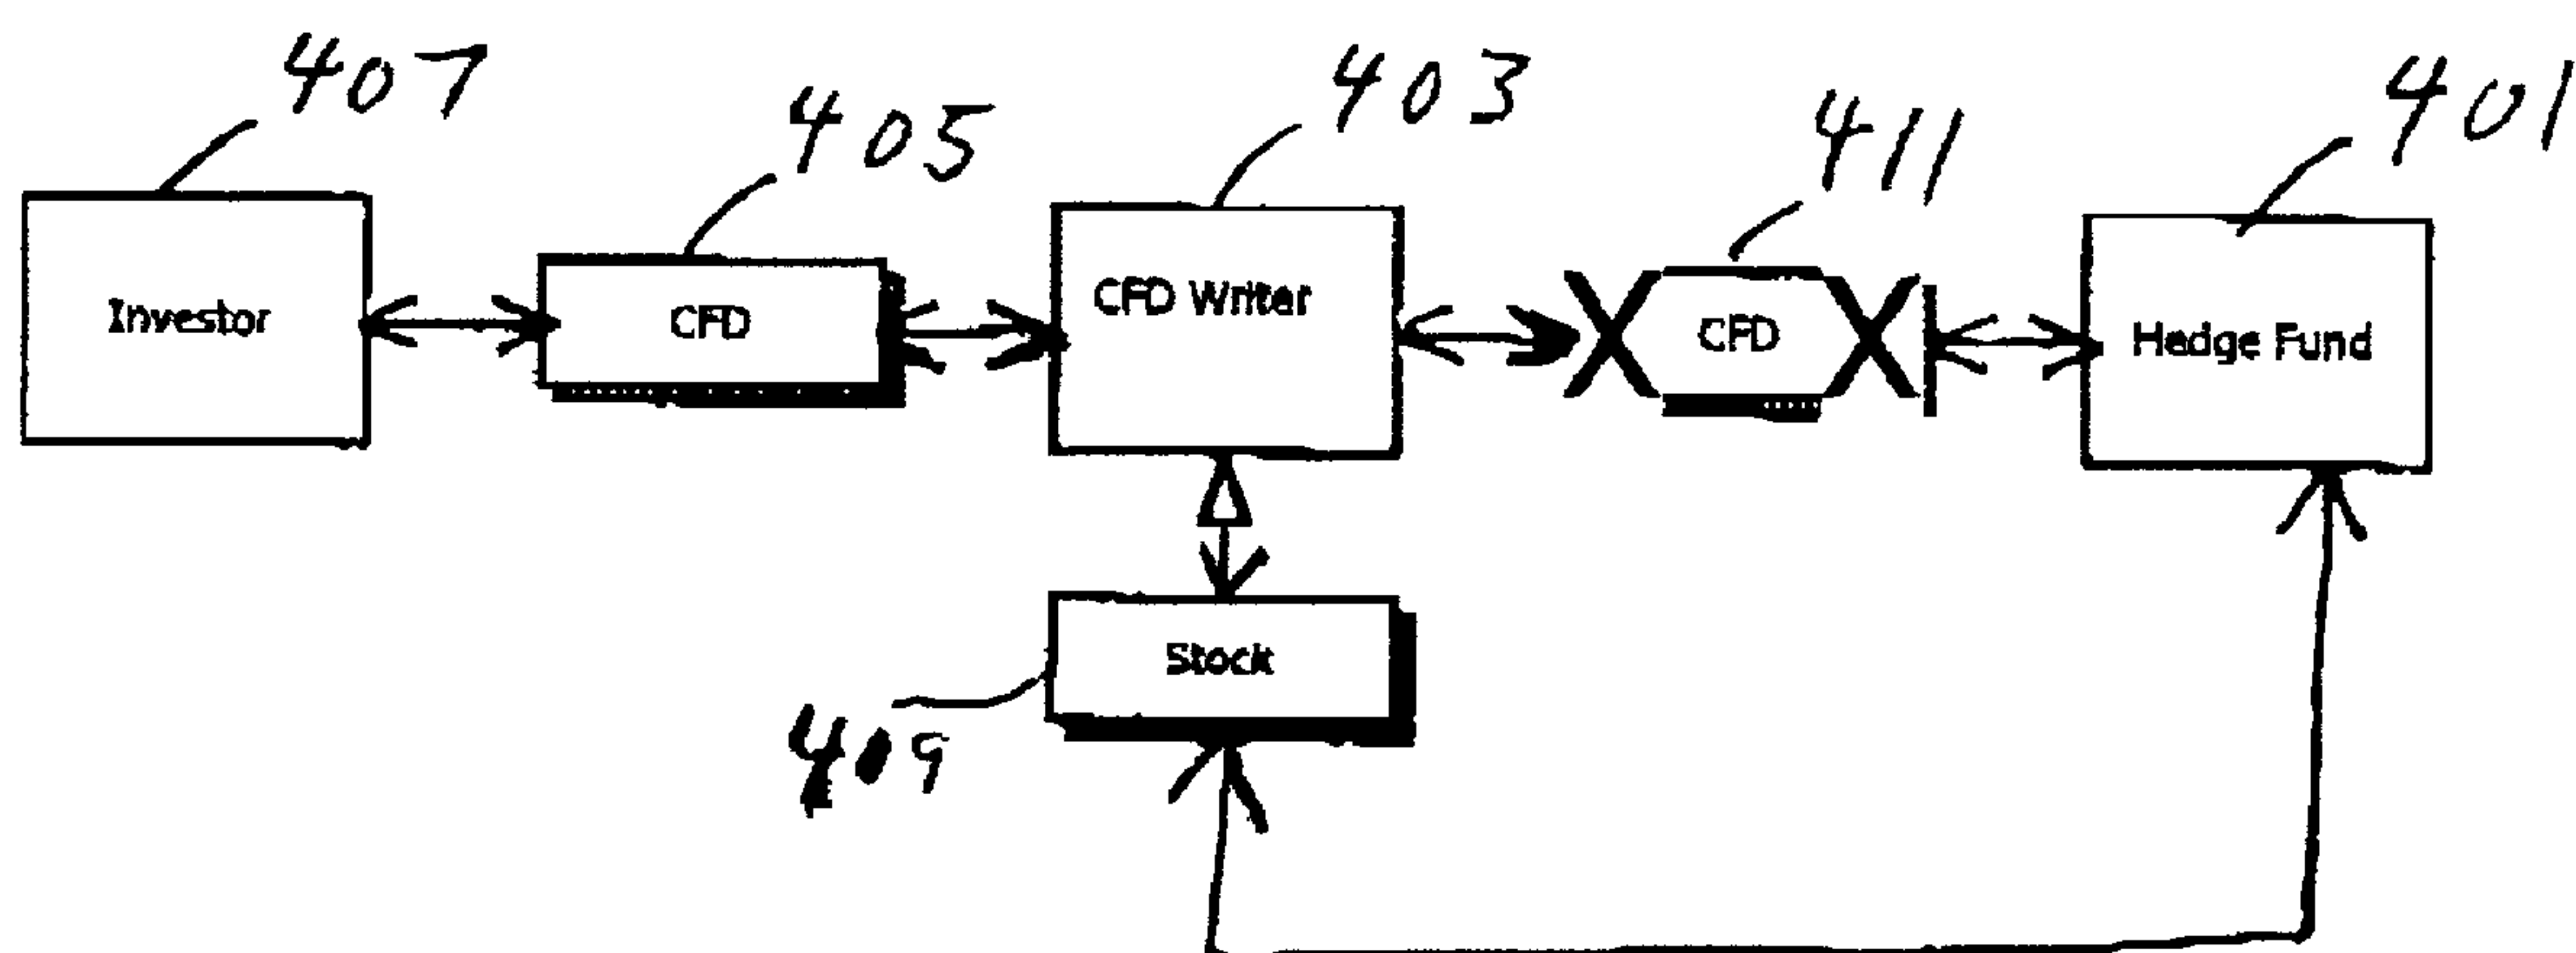 407
405
403
411
401
Investor
CFD
CFD Writer
CFD
Hedge Fund
Stock
409